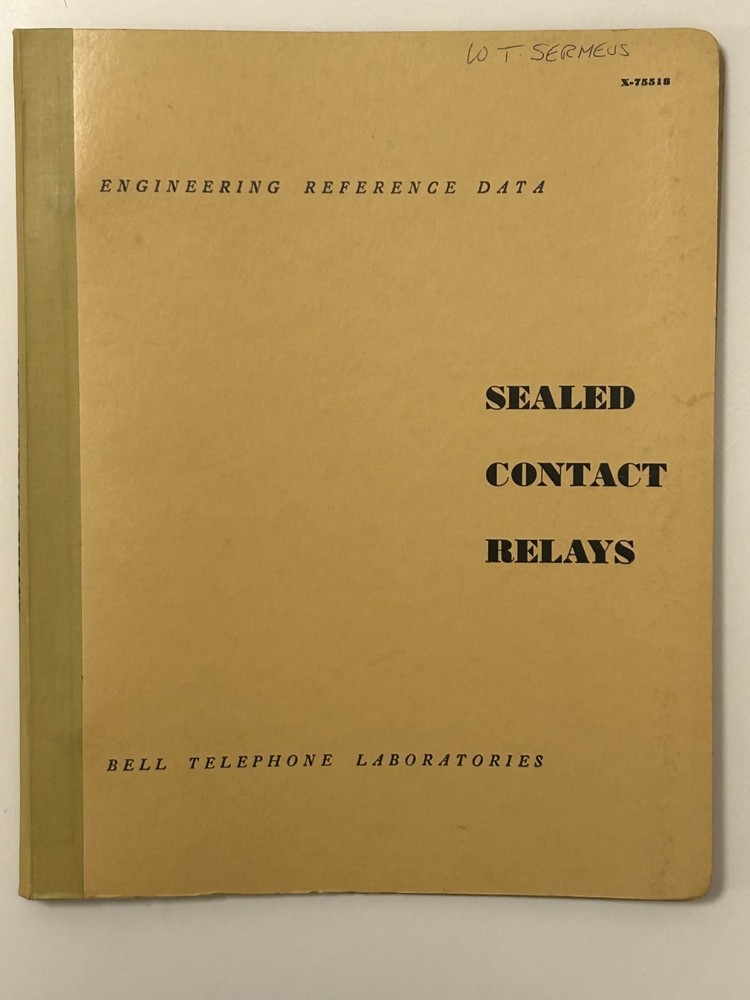 W T. SERMEUS
X-75518
ENGINEERING REFERENCE DATA
SEALED
CONTACT
RELAYS
BELL TELEPHONE LABORATORIES